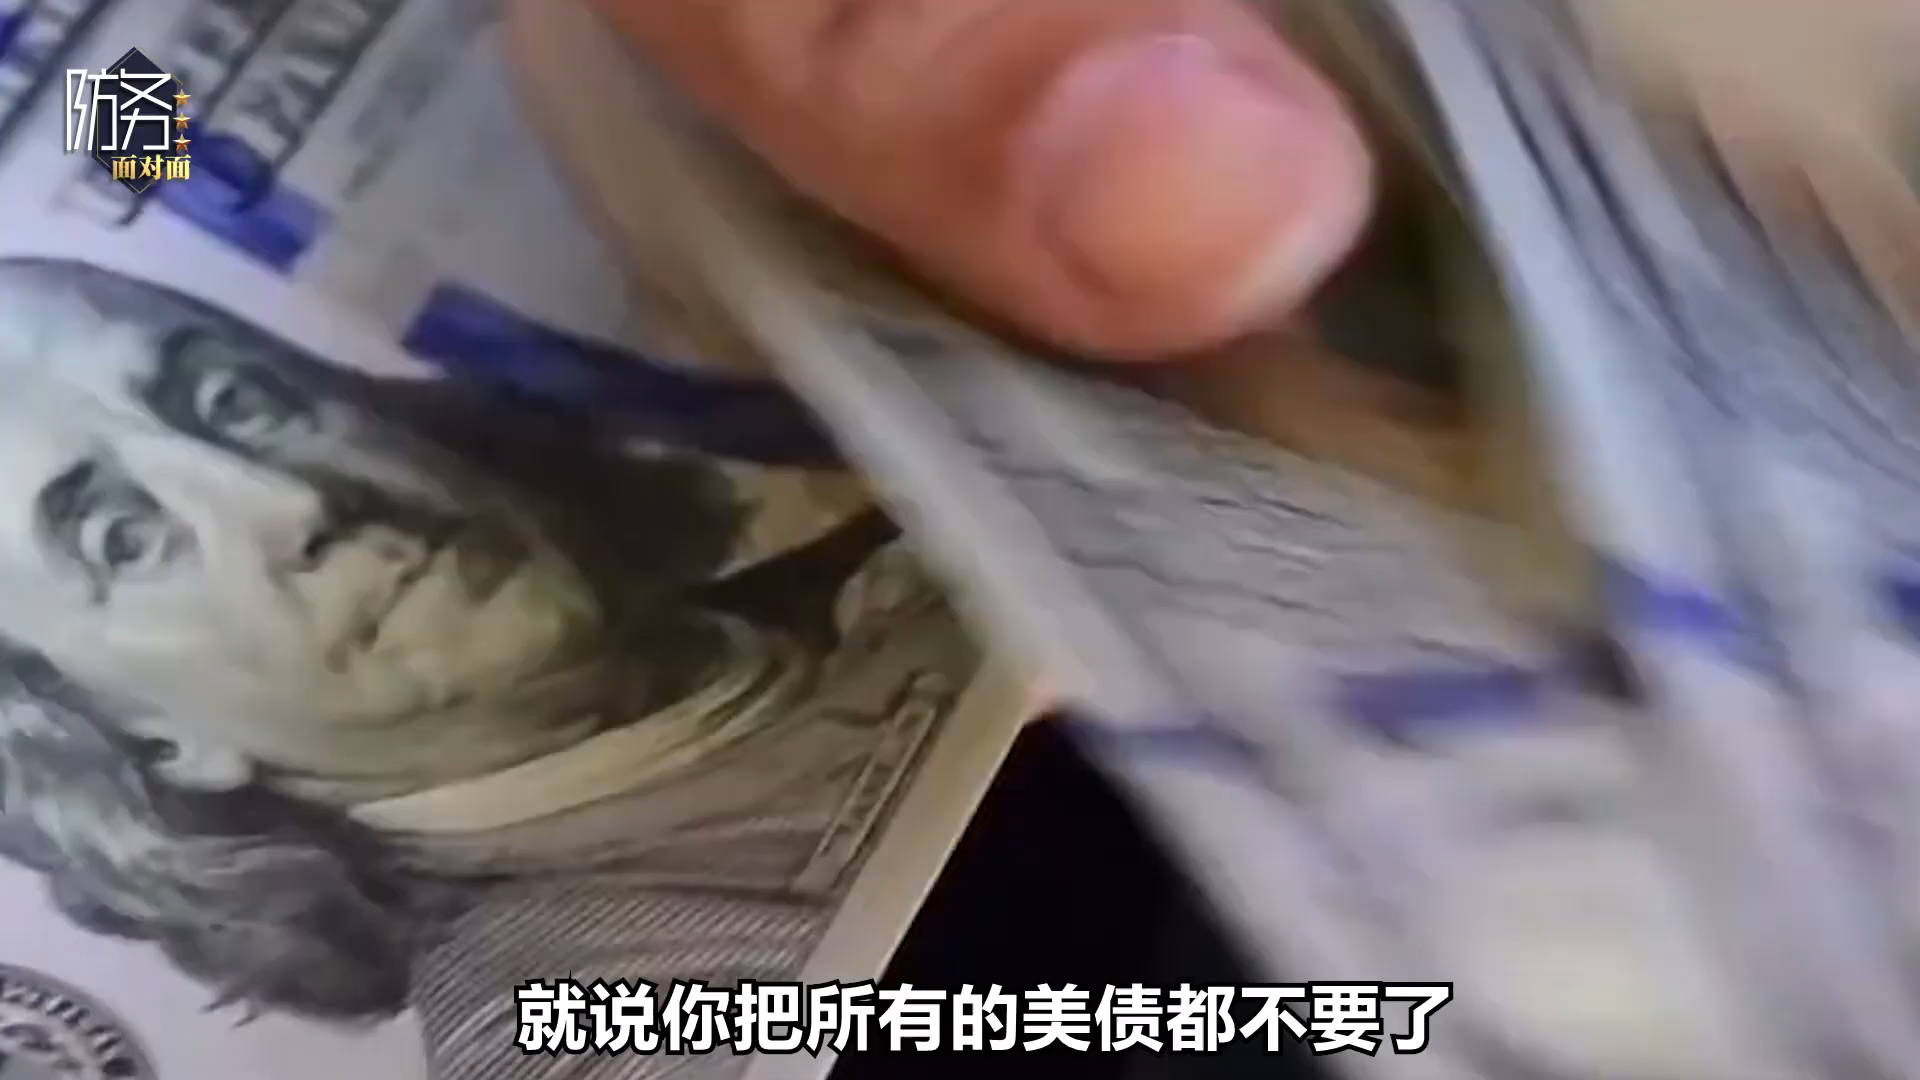 防务
面对面
就说你把所有的美债都不要了